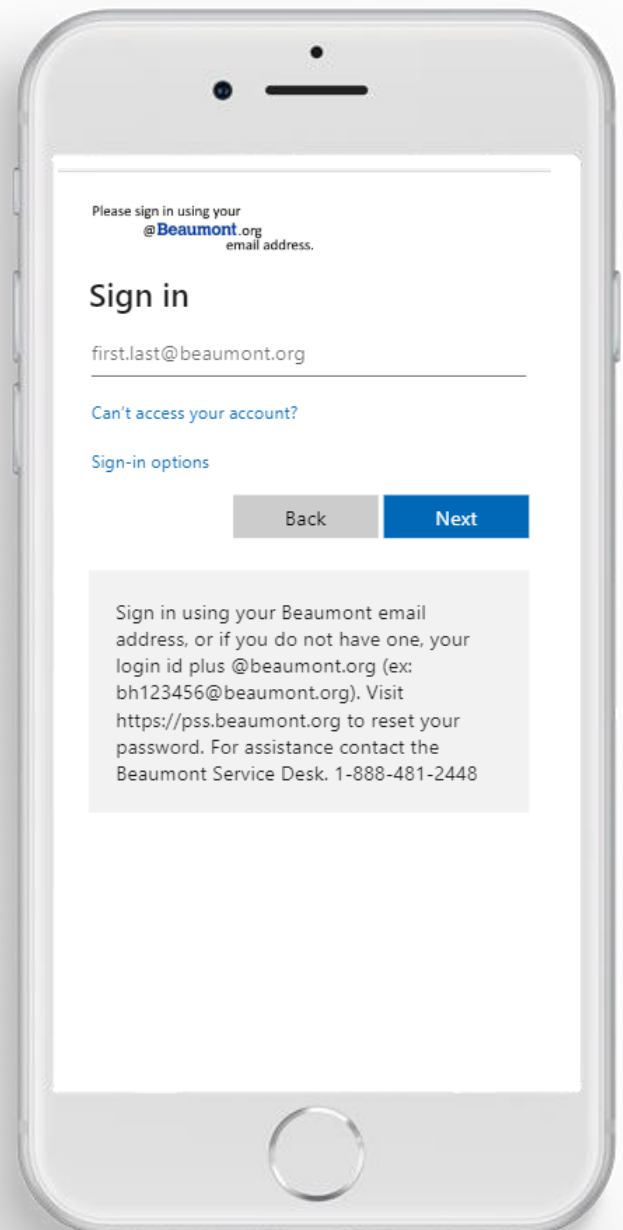 Please sign in using your
@Beaumont.org
email address.
Sign in
first.last@beaumont.org
Can't access your account?
Sign-in options
Back Next
Sign in using your Beaumont email
address, or if you do not have one, your
login id plus @beaumont.org (ex:
bh123456@beaumont.org). Visit
https://pss.beaumont.org to reset your
password. For assistance contact the
Beaumont Service Desk. 1-888-481-2448